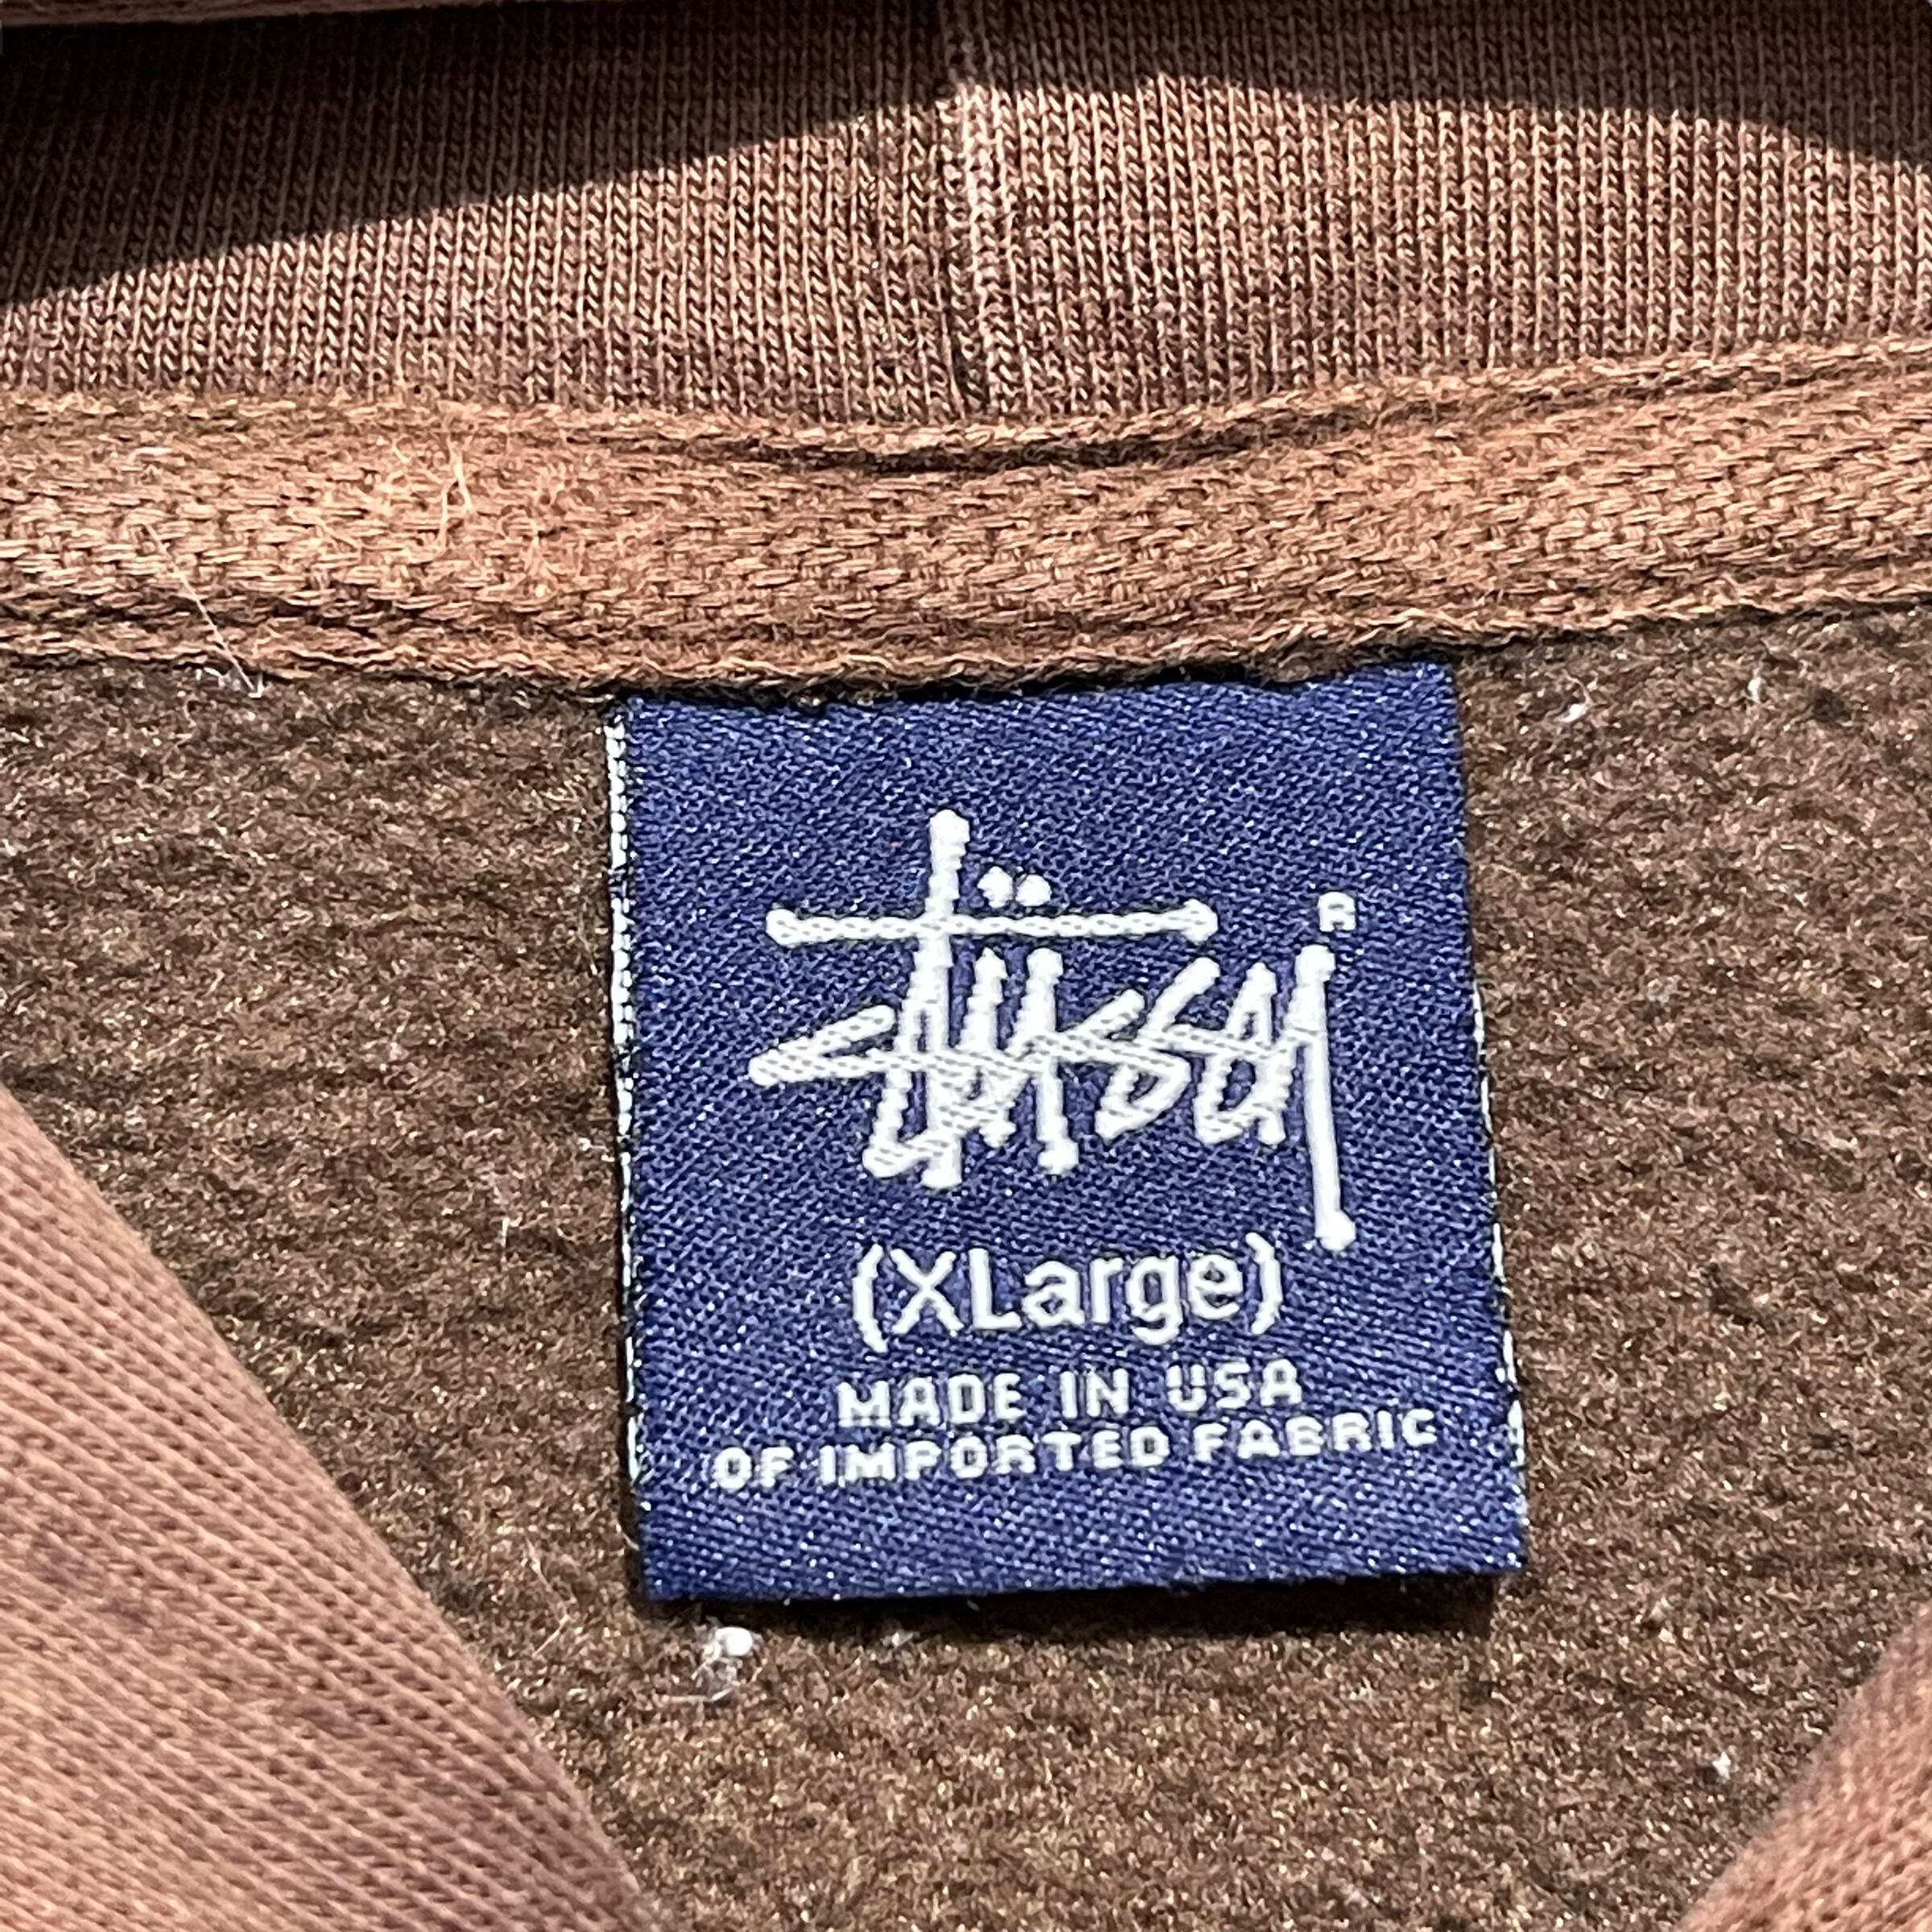 Stüssy®
(XLarge)
MADE IN USA
OF IMPORTED FABRIC